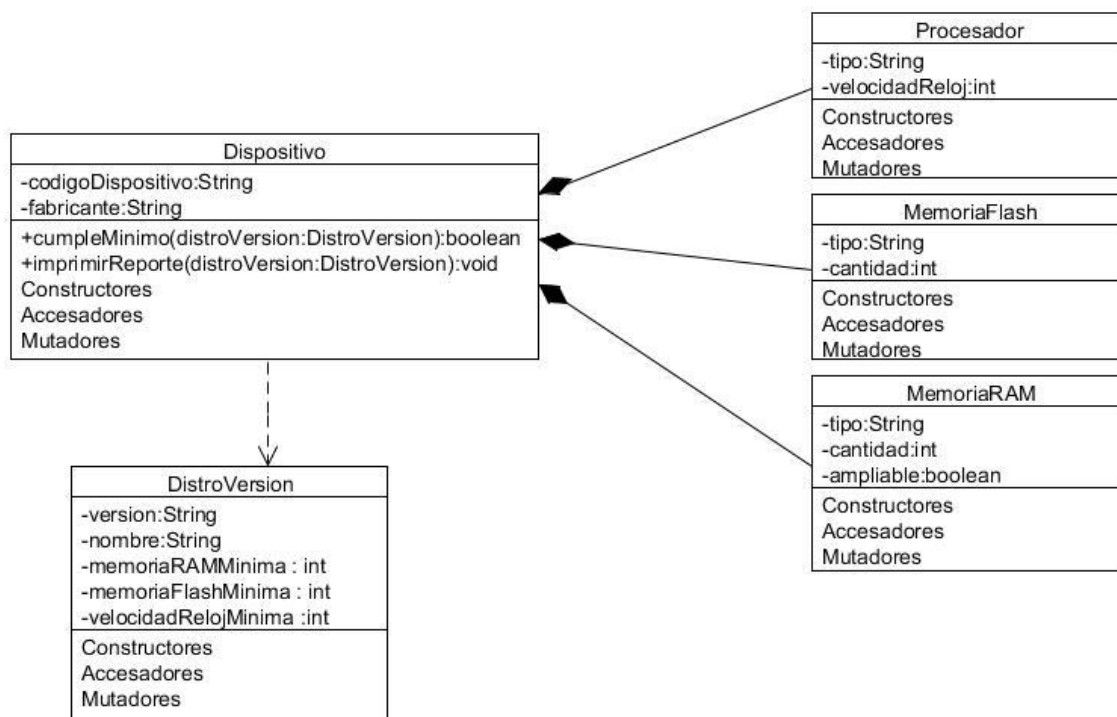 Procesador
-tipo:String
-velocidadReloj:int
Constructores
Accesadores
Mutadores
Dispositivo
-codigoDispositivo:String
-fabricante:String
+cumpleMinimo(distroVersion:DistroVersion):boolean
+imprimirReporte(distroVersion:DistroVersion):void
Constructores
Accesadores
Mutadores
MemoriaFlash
-tipo:String
-cantidad:int
Constructores
Accesadores
Mutadores
MemoriaRAM
-tipo:String
-cantidad:int
-ampliable:boolean
Constructores
Accesadores
Mutadores
DistroVersion
-version:String
-nombre:String
-memoriaRAMMinima : int
-memoriaFlashMinima : int
-velocidadRelojMinima :int
Constructores
Accesadores
Mutadores